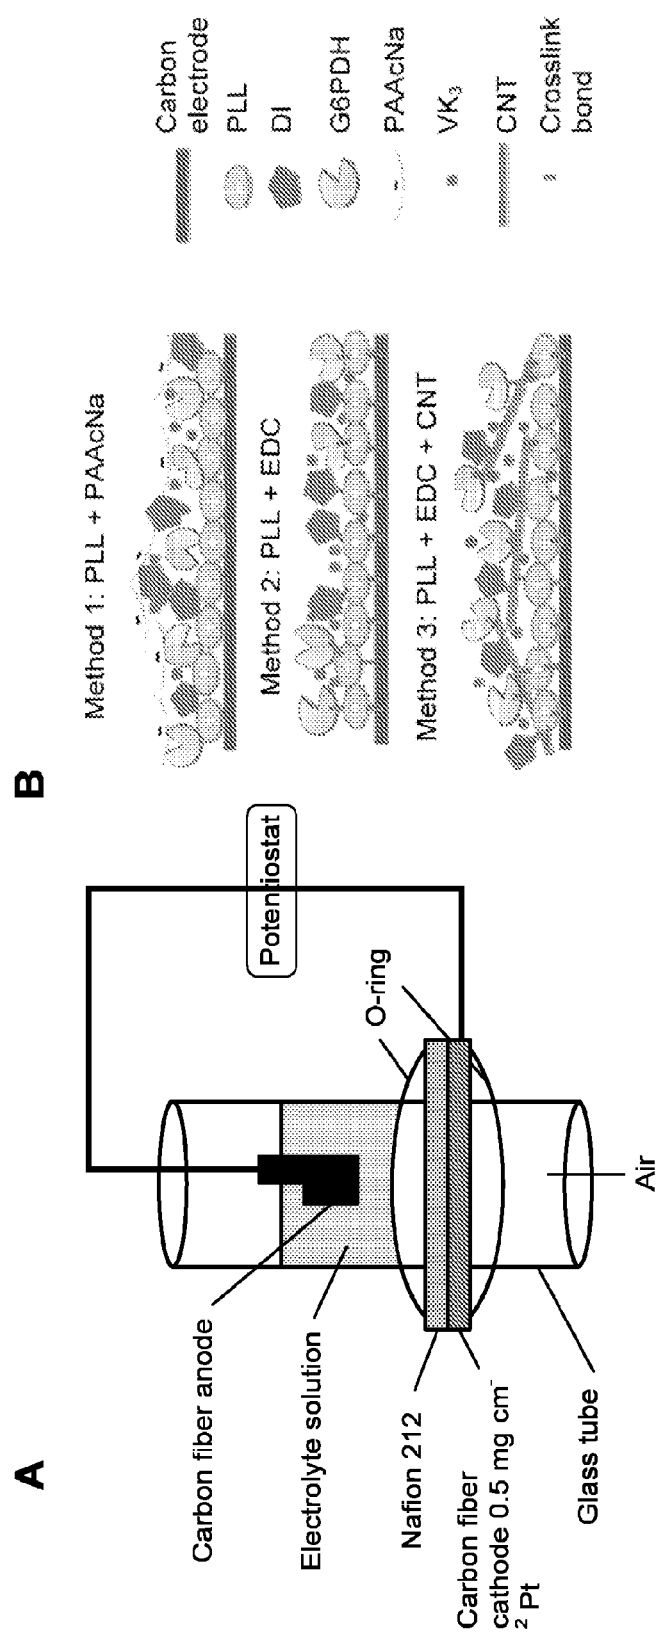 A
Carbon fiber anode
Electrolyte solution
Nafion 212
Carbon fiber
cathode 0.5 mg cm⁻
² Pt
Glass tube
Air
O-ring
Potentiostat
B
Method 1: PLL + PAAcNa
Method 2: PLL + EDC
Method 3: PLL + EDC + CNT
Carbon
electrode
PLL
DI
G6PDH
PAAcNa
VK₃
CNT
Crosslink
bond